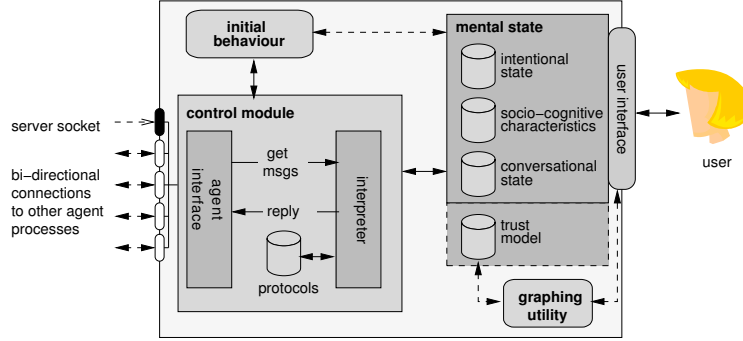 initial
behaviour
mental state
intentional
state
socio-cognitive
characteristics
conversational
state
trust
model
user interface
user
control module
server socket
bi-directional
connections
to other agent
processes
agent
interface
get
msgs
reply
interpreter
protocols
graphing
utility